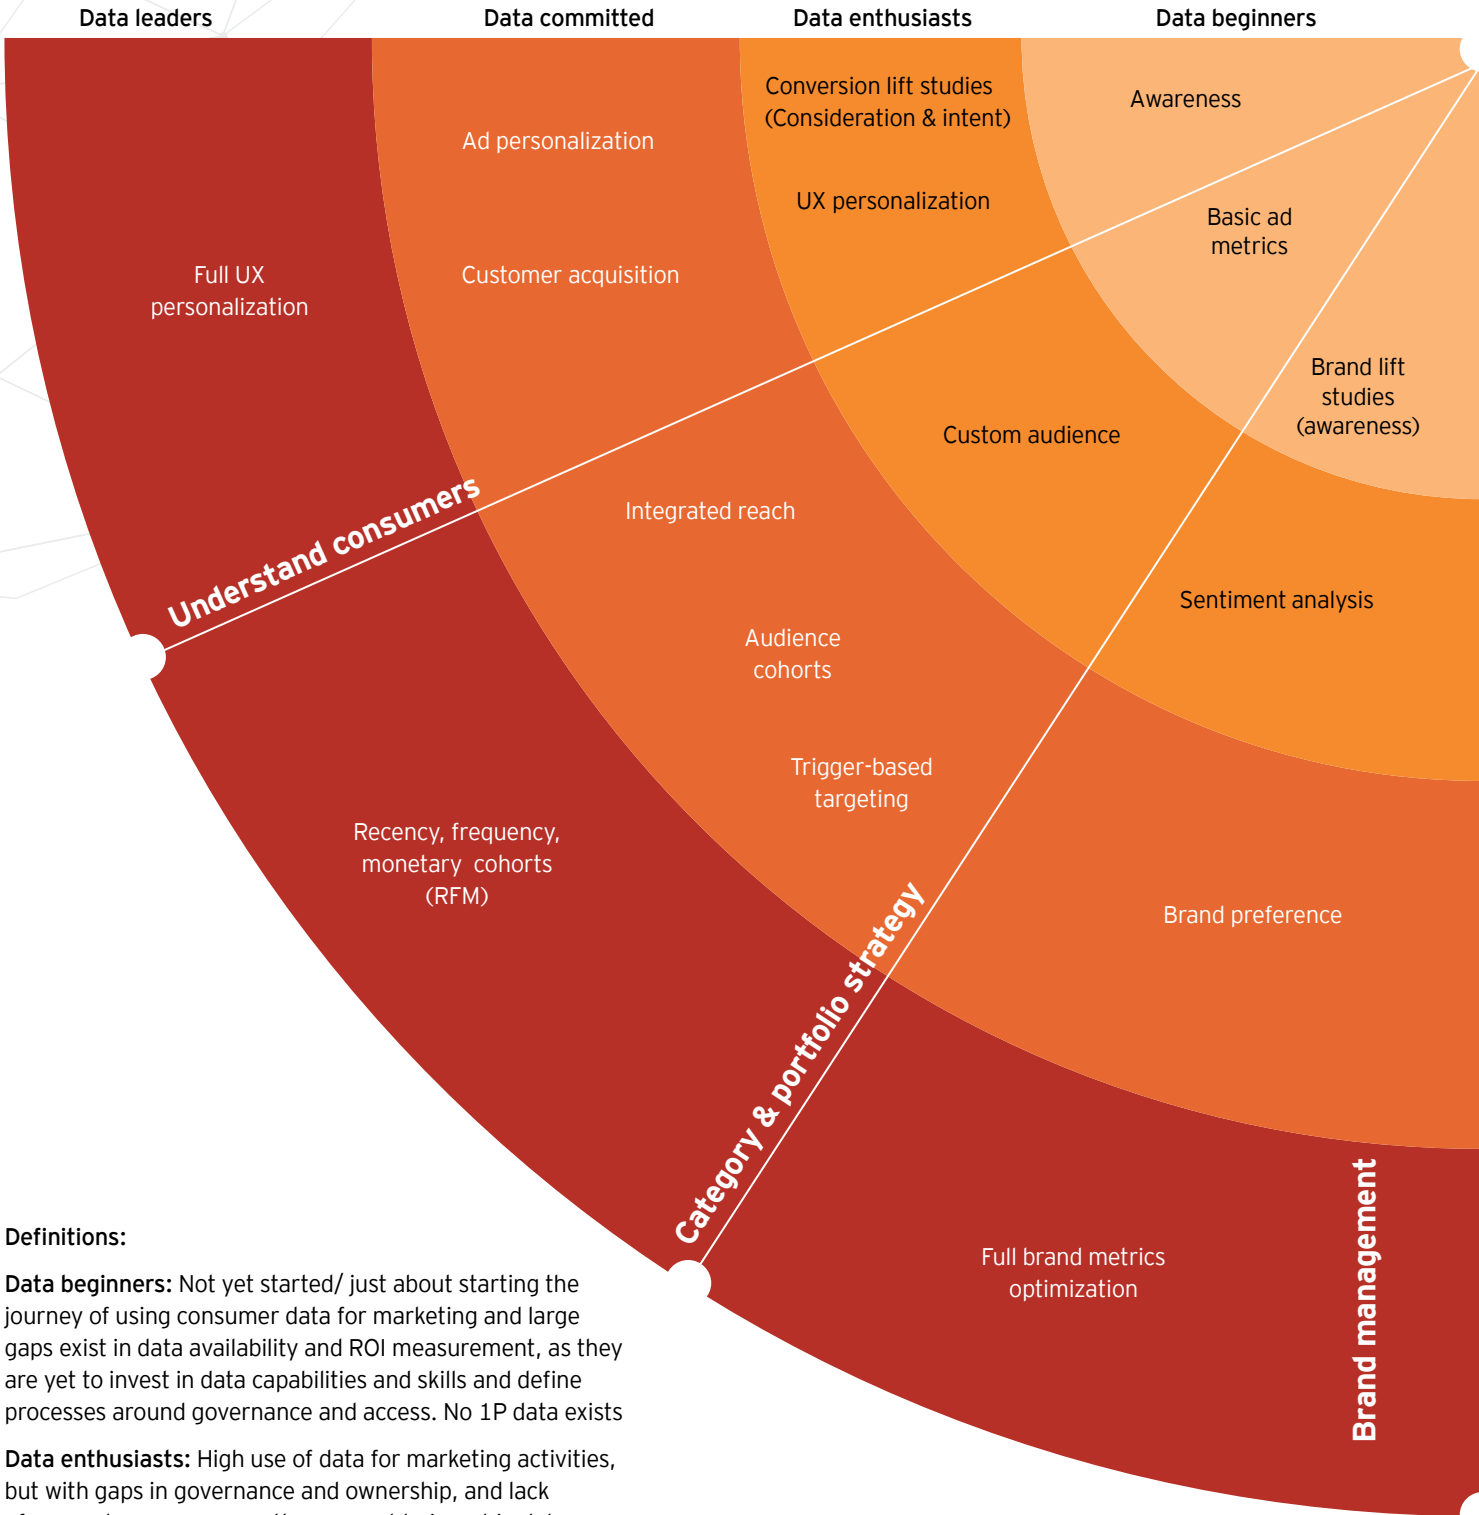 Data leaders
Data committed
Data enthusiasts
Data beginners
Conversion lift studies
(Consideration & intent)
Awareness
Ad personalization
UX personalization
Basic ad
metrics
Full UX
personalization
Customer acquisition
Brand lift
studies
(awareness)
Custom audience
Understand consumers
Integrated reach
Sentiment analysis
Audience
cohorts
Trigger-based
targeting
Recency, frequency,
monetary cohorts
(RFM)
Brand preference
Category & portfolio strategy
Full brand metrics
optimization
Brand management
Definitions:
Data beginners: Not yet started/ just about starting the
journey of using consumer data for marketing and large
gaps exist in data availability and ROI measurement, as they
are yet to invest in data capabilities and skills and define
processes around governance and access. No 1P data exists
Data enthusiasts: High use of data for marketing activities,
but with gaps in governance and ownership, and lack